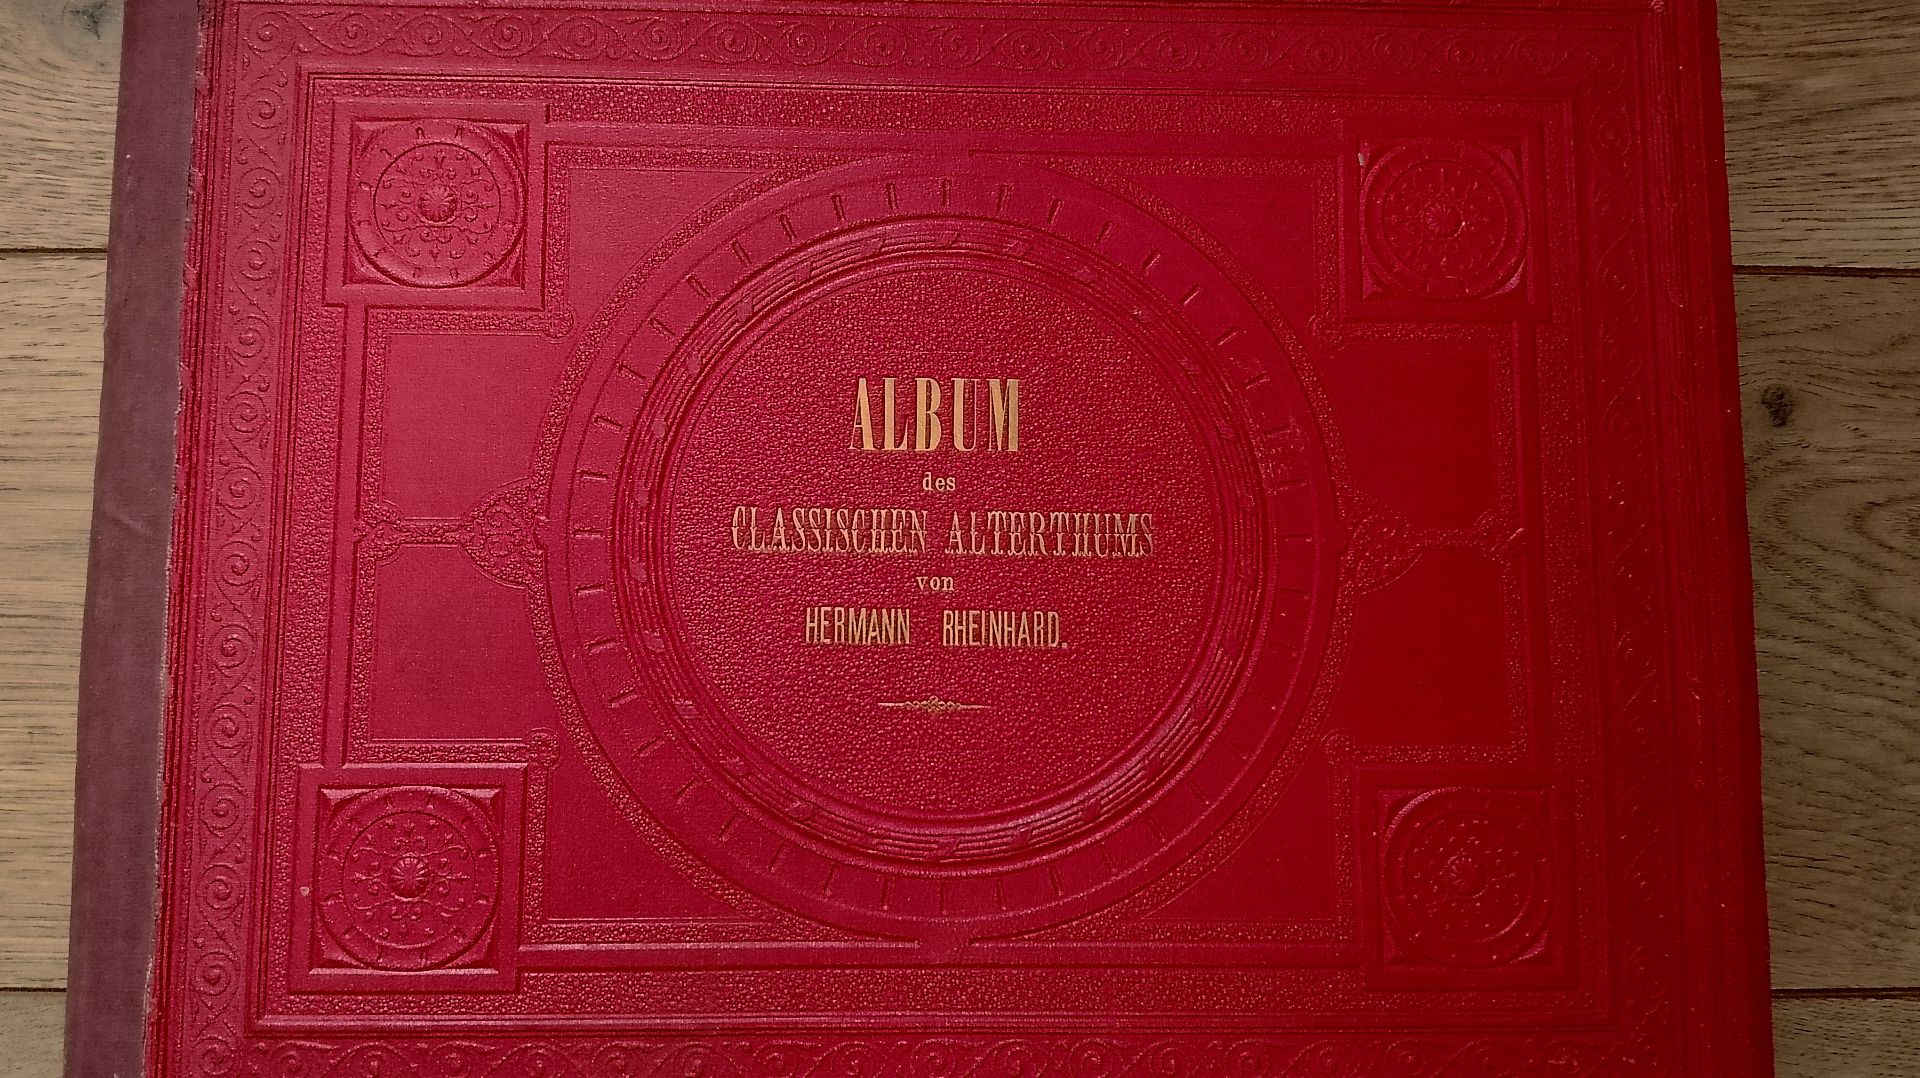 ALBUM
des
CLASSISCHEN ALTERTHUMS
von
HERMANN RHEINHARD.